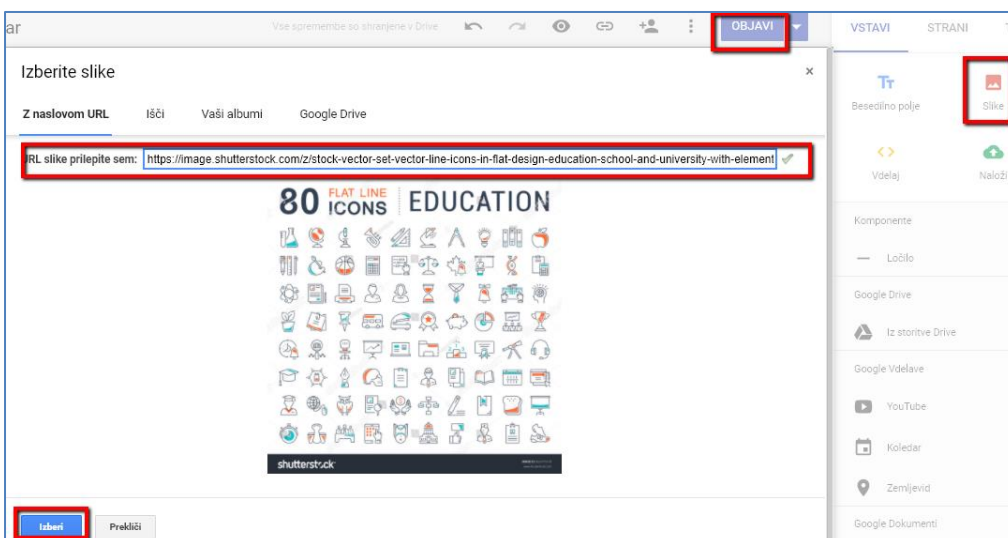 ar
Vse spremembe so shranjene v Drive
OBJAVI
VSTAVI STRANI
Izberite slike
×
Z naslovom URL Išči Vaši albumi Google Drive
URL slike prilepite sem: https://image.shutterstock.com/z/stock-vector-set-vector-line-icons-in-flat-design-education-school-and-university-with-element
80 FLAT LINE ICONS EDUCATION
shutterstock
Izberi Prekliči
Tt
Besedilno polje Slike
< >
Vdelaj Naloži
Komponente
Ločilo
Google Drive
Iz storitve Drive
Google Vdelave
YouTube
Koledar
Zemljevid
Google Dokumenti